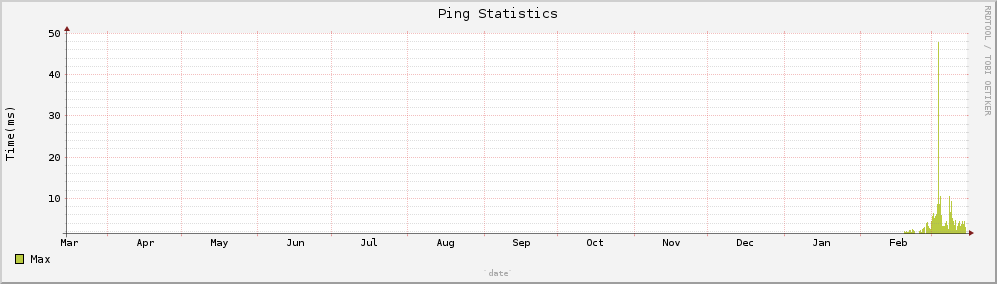 Ping Statistics
RRDTOOL / TOBI OETIKER
Time(ms)
50
40
30
20
10
Mar Apr May Jun Jul Aug Sep Oct Nov Dec Jan Feb
Max
`date`